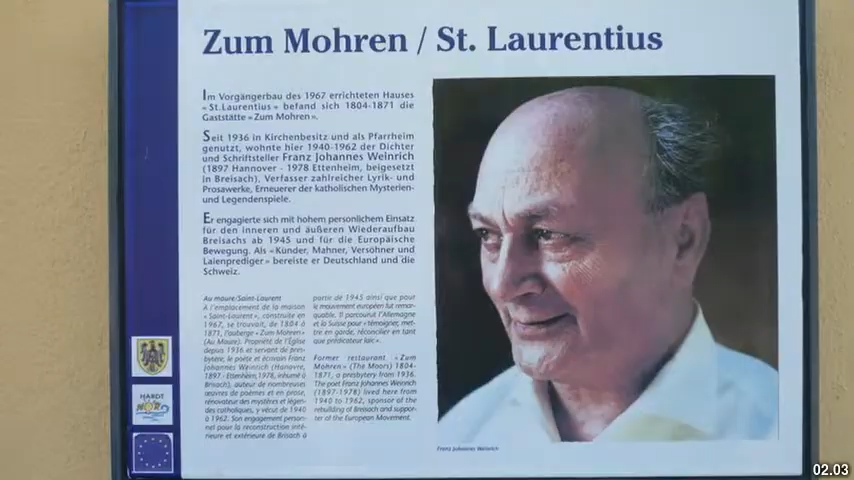 Zum Mohren / St. Laurentius
Im Vorgängerbau des 1967 errichteten Hauses
«St.Laurentius» befand sich 1804-1871 die
Gaststätte «Zum Mohren».
Seit 1936 in Kirchenbesitz und als Pfarrheim
genutzt, wohnte hier 1940-1962 der Dichter
und Schriftsteller Franz Johannes Weinrich
(1897 Hannover - 1978 Ettenheim, beigesetzt
in Breisach), Verfasser zahlreicher Lyrik- und
Prosawerke, Erneuerer der katholischen Mysterien-
und Legendenspiele.
Er engagierte sich mit hohem persönlichem Einsatz
für den inneren und äußeren Wiederaufbau
Breisachs ab 1945 und für die Europäische
Bewegung. Als «Künder, Mahner, Versöhner und
Laienprediger» bereiste er Deutschland und die
Schweiz.
Au maure/Saint-Laurent
A l'emplacement de la maison
«Saint-Laurent», construite en
1967, se trouvait, de 1804 à
1871, l'auberge «Zum Mohren»
(Au Maure). Propriété de l'Église
depuis 1936 et servant de pres-
bytère, le poète et écrivain Franz
Johannes Weinrich (Hanovre,
1897 - Ettenheim,1978, inhumé à
Breisach), auteur de nombreuses
œuvres de poèmes et en prose,
rénovateur des mystères et légen-
des catholiques, y vécut de 1940
à 1962. Son engagement person-
nel pour la reconstruction inté-
rieure et extérieure de Brisach à
partir de 1945 ainsi que pour
le mouvement européen fut remar-
quable. Il parcourut l'Allemagne
et la Suisse pour «témoigner, met-
tre en garde, réconcilier en tant
que prédicateur laïc».
Former restaurant «Zum
Mohren» (The Moors) 1804-
1871, a presbytery from 1936.
The poet Franz Johannes Weinrich
(1897-1978) lived here from
1940 to 1962, sponsor of the
rebuilding of Breisach and suppor-
ter of the European Movement.
Franz Johannes Weinrich
HARDT
NORD
02.03